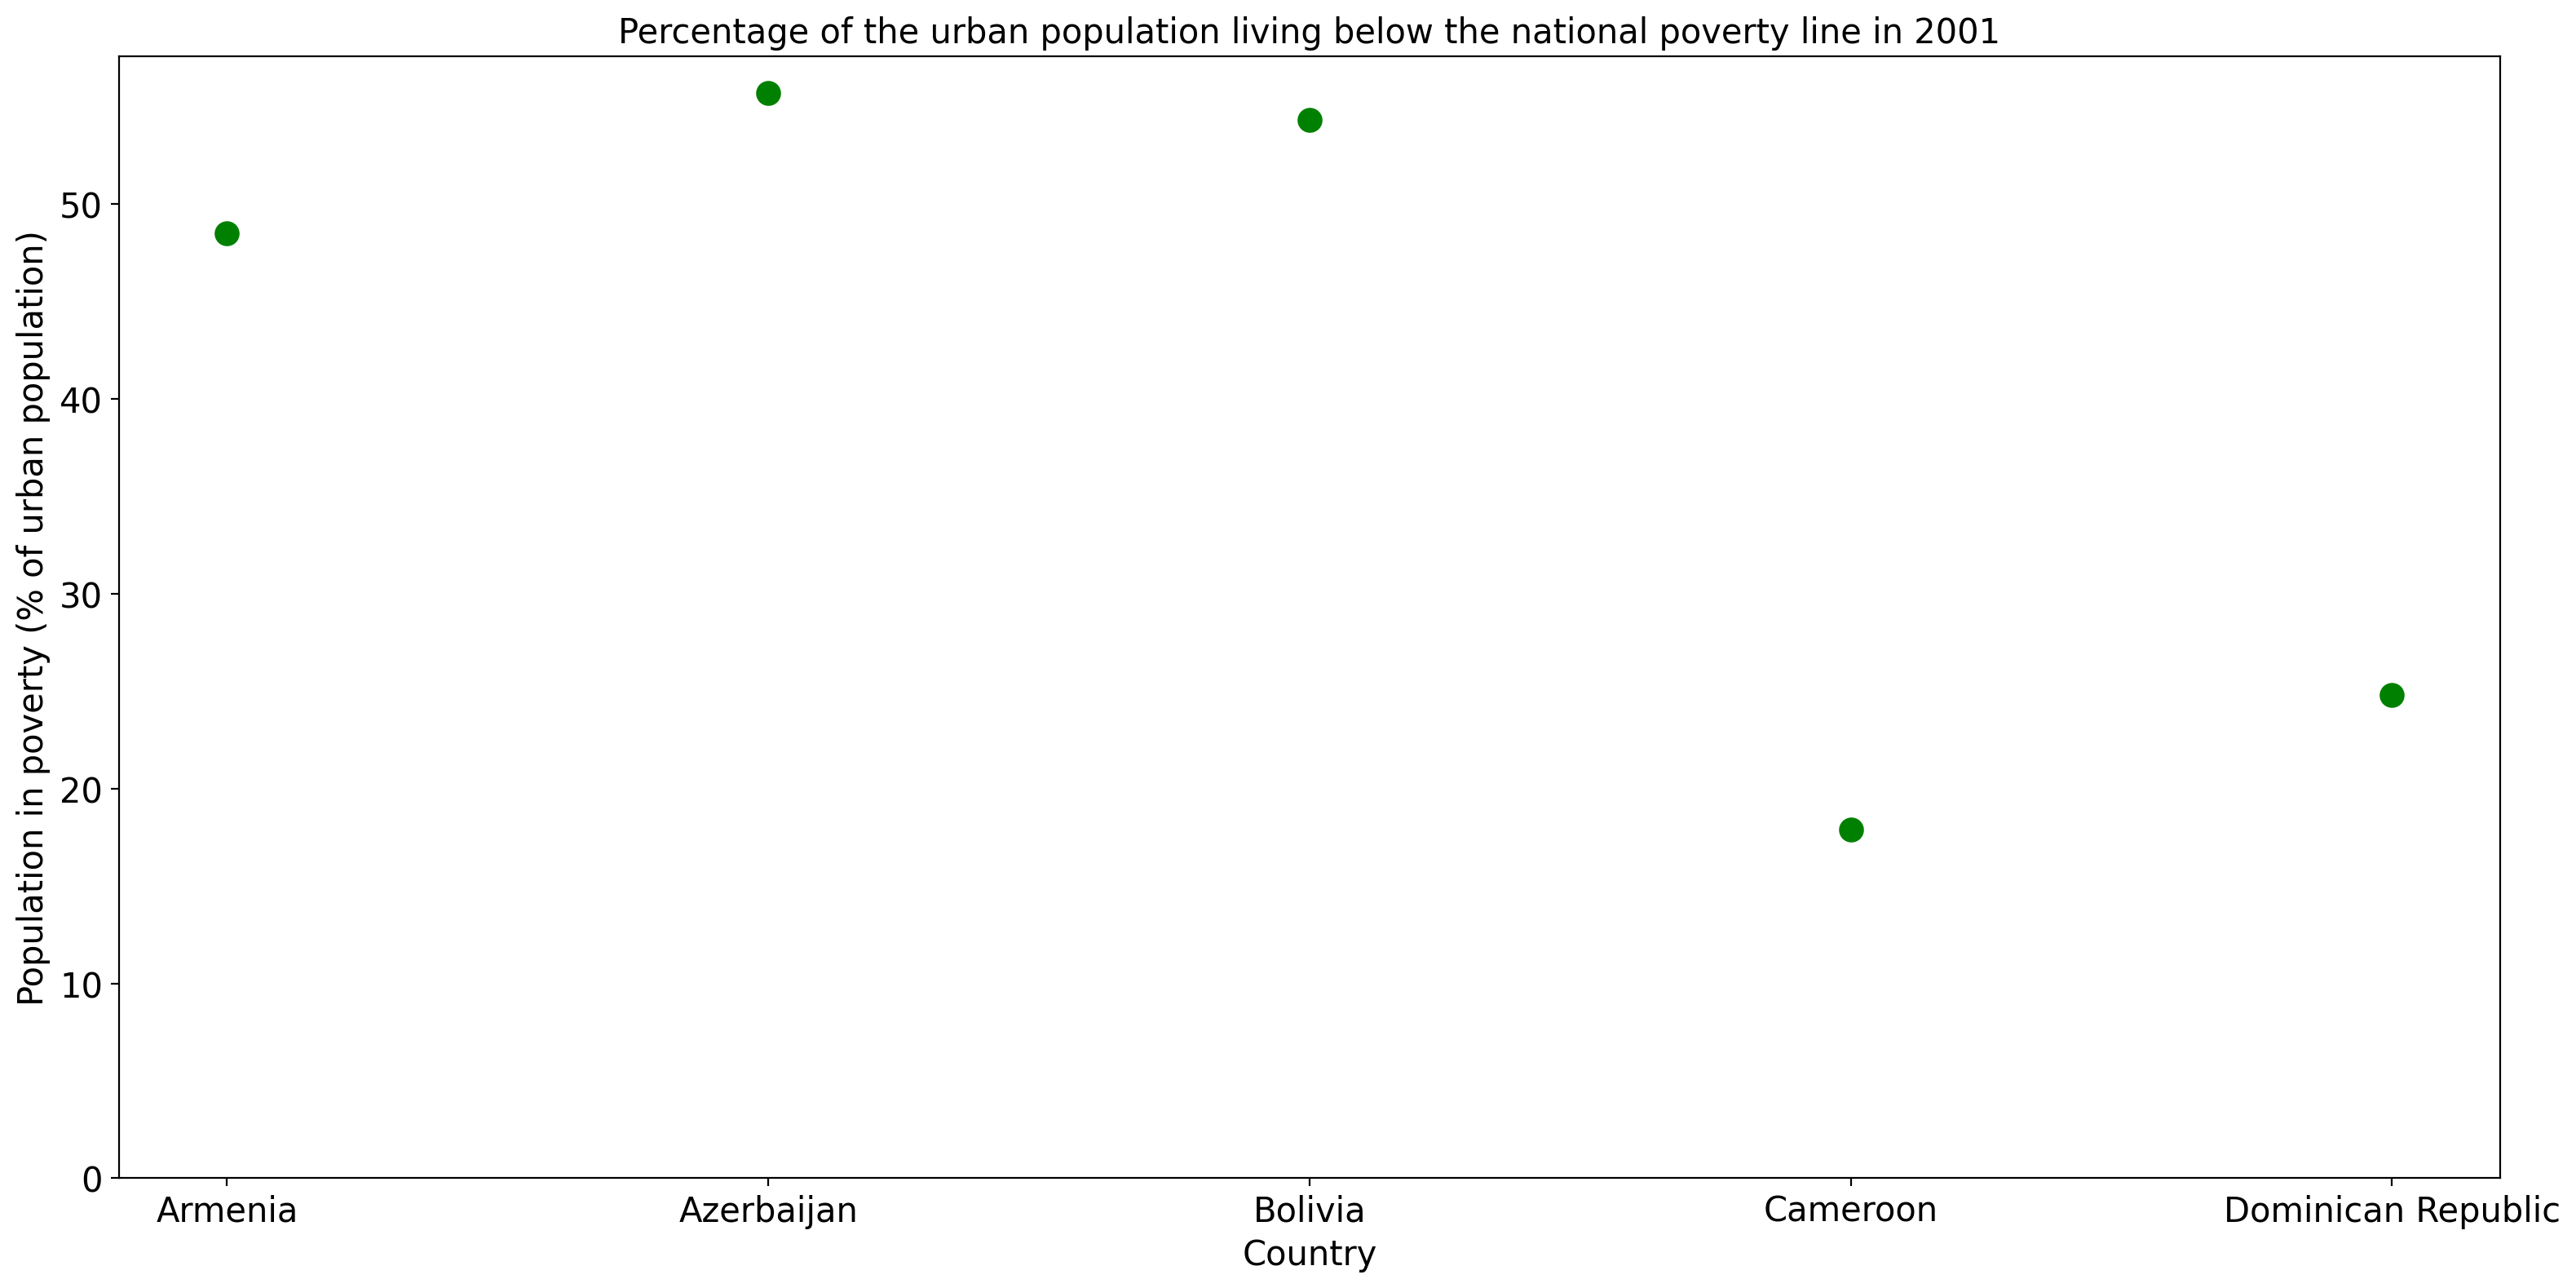 Percentage of the urban population living below the national poverty line in 2001
Population in poverty (% of urban population)
50
40
30
20
10
0
Armenia
Azerbaijan
Bolivia
Cameroon
Dominican Republic
Country